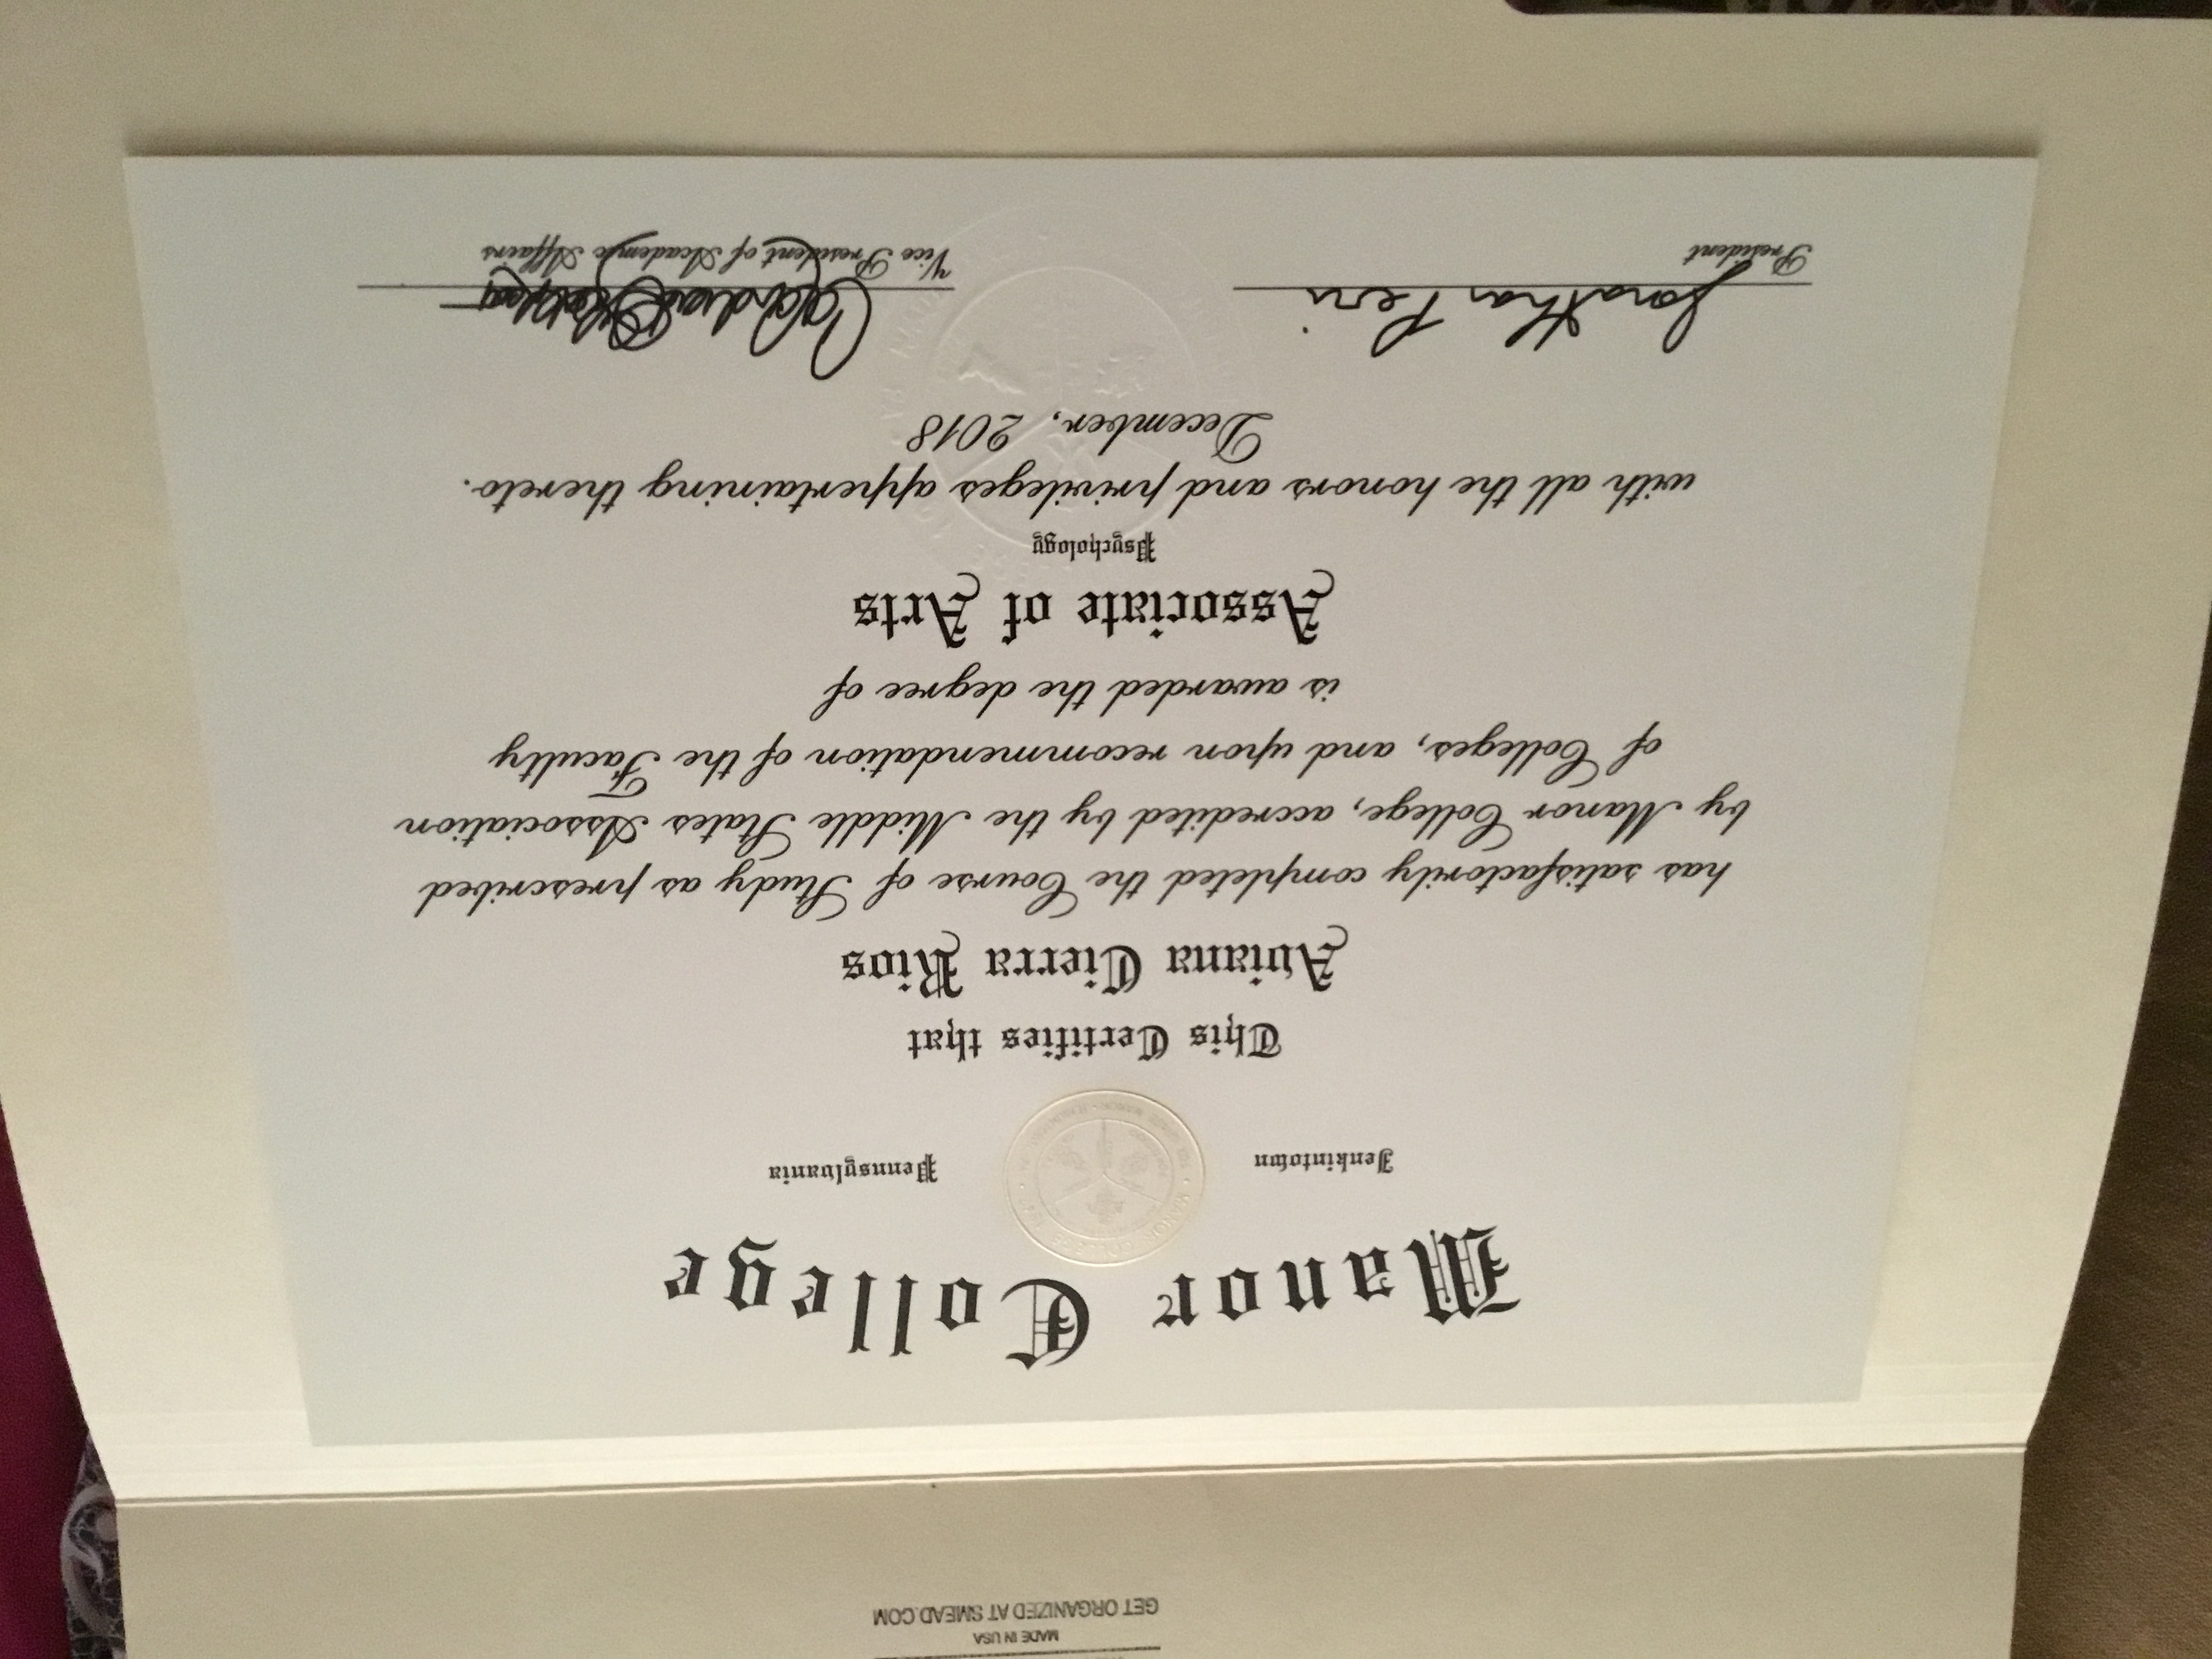 Manor College
Jenkintown Pennsylvania
This Certifies that
Aviana Cierra Rios
has satisfactorily completed the Course of Study as prescribed
by Manor College, accredited by the Middle States Association
of Colleges, and upon recommendation of the Faculty
is awarded the degree of
Associate of Arts
Psychology
with all the honors and privileges appertaining thereto.
December, 2018
Jonathan Peri
President
Vice President of Academic Affairs
MADE IN USA
GET ORGANIZED AT SMEAD.COM